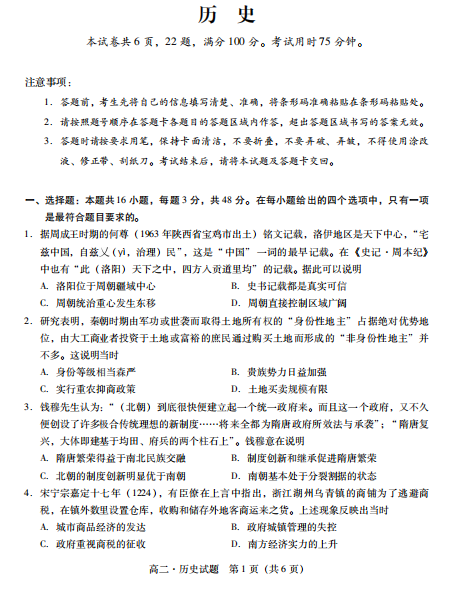 历 史
本试卷共 6 页，22 题，满分 100 分。考试用时 75 分钟。
注意事项：
1. 答题前，考生先将自己的信息填写清楚、准确，将条形码准确粘贴在条形码粘贴处。
2. 请按照题号顺序在答题卡各题目的答题区域内作答，超出答题区域书写的答案无效。
3. 答题时请按要求用笔，保持卡面清洁，不要折叠，不要弄破、弄皱，不得使用涂改
液、修正带、刮纸刀。考试结束后，请将本试题及答题卡交回。
一、选择题：本题共 16 小题，每题 3 分，共 48 分。在每小题给出的四个选项中，只有一项
是最符合题目要求的。
1. 据周成王时期的何尊（1963 年陕西省宝鸡市出土）铭文记载，洛伊地区是天下中心，“宅
兹中国，自兹乂（yì，治理）民”，这是“中国”一词的最早记载。在《史记·周本纪》
中也有“此（洛阳）天下之中，四方入贡道里均”的记载。据此可以说明
A. 洛阳位于周朝疆域中心 B. 史书记载都是真实可信
C. 周朝统治重心发生东移 D. 周朝直接控制区域广阔
2. 研究表明，秦朝时期由军功或世袭而取得土地所有权的“身份性地主”占据绝对优势地
位，由大工商业者投资于土地或富裕的庶民通过购买土地而形成的“非身份性地主”并
不多。这说明当时
A. 身份等级相当森严 B. 贵族势力日益加强
C. 实行重农抑商政策 D. 土地买卖规模有限
3. 钱穆先生认为：“（北朝）到底很快便建立起一个统一政府来。而且这一个政府，又不久
便创设了许多极合传统理想的新制度……将来全都为隋唐政府所效法与承袭”；“隋唐复
兴，大体即建基于均田、府兵的两个柱石上”。钱穆意在说明
A. 隋唐繁荣得益于南北民族交融 B. 制度创新和继承促进隋唐繁荣
C. 北朝的制度创新明显优于南朝 D. 南朝基本处于分裂割据的状态
4. 宋宁宗嘉定十七年（1224），有臣僚在上言中指出，浙江湖州乌青镇的商铺为了逃避商
税，在镇外数里设置仓库，收购和储存外地客商运来之货。上述现象反映出当时
A. 城市商品经济的发达 B. 政府城镇管理的失控
C. 政府重视商税的征收 D. 南方经济实力的上升
高二·历史试题 第 1 页（共 6 页）